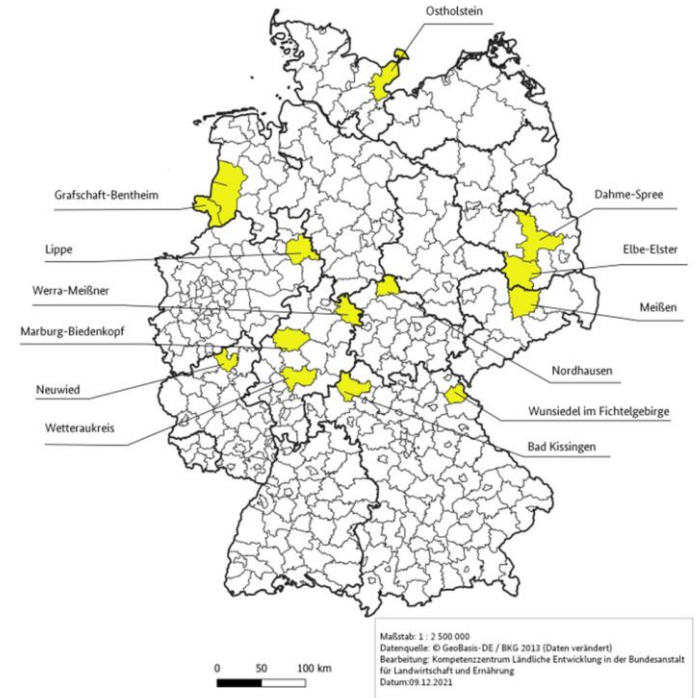 Ostholstein
Grafschaft-Bentheim
Dahme-Spree
Lippe
Elbe-Elster
Werra-Meißner
Meißen
Marburg-Biedenkopf
Nordhausen
Neuwied
Wunsiedel im Fichtelgebirge
Wetteraukreis
Bad Kissingen
Maßstab: 1 : 2 500 000
Datenquelle: © GeoBasis-DE / BKG 2013 (Daten verändert)
Bearbeitung: Kompetenzzentrum Ländliche Entwicklung in der Bundesanstalt
für Landwirtschaft und Ernährung
Datum:09.12.2021
0 50 100 km